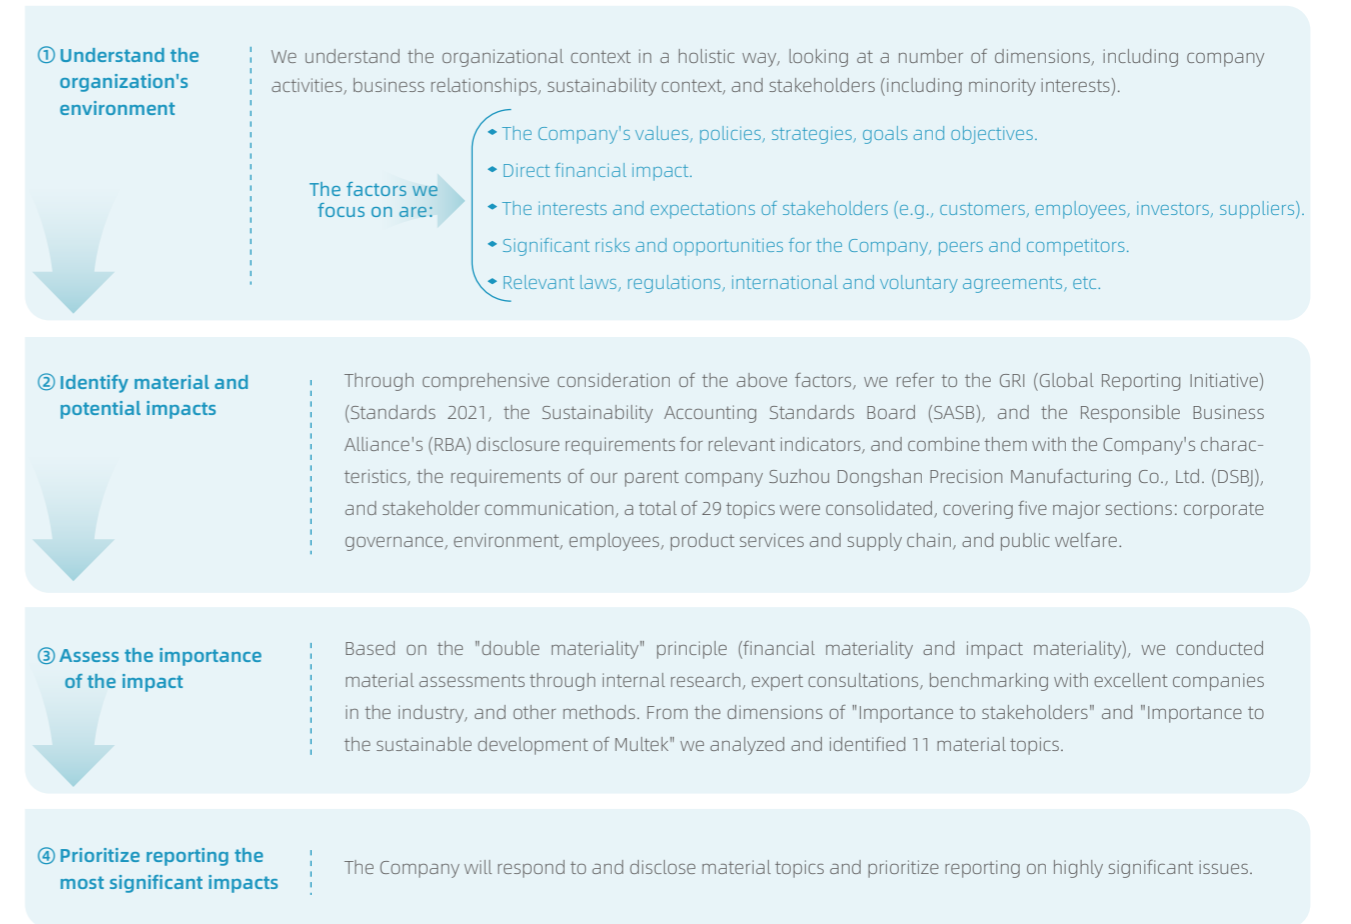 ① Understand the
organization's
environment
We understand the organizational context in a holistic way, looking at a number of dimensions, including company
activities, business relationships, sustainability context, and stakeholders (including minority interests).
The factors we
focus on are:
The Company's values, policies, strategies, goals and objectives.
Direct financial impact.
The interests and expectations of stakeholders (e.g., customers, employees, investors, suppliers).
Significant risks and opportunities for the Company, peers and competitors.
Relevant laws, regulations, international and voluntary agreements, etc.
② Identify material and
potential impacts
Through comprehensive consideration of the above factors, we refer to the GRI (Global Reporting Initiative)
(Standards 2021, the Sustainability Accounting Standards Board (SASB), and the Responsible Business
Alliance's (RBA) disclosure requirements for relevant indicators, and combine them with the Company's charac-
teristics, the requirements of our parent company Suzhou Dongshan Precision Manufacturing Co., Ltd. (DSBJ),
and stakeholder communication, a total of 29 topics were consolidated, covering five major sections: corporate
governance, environment, employees, product services and supply chain, and public welfare.
③ Assess the importance
of the impact
Based on the "double materiality" principle (financial materiality and impact materiality), we conducted
material assessments through internal research, expert consultations, benchmarking with excellent companies
in the industry, and other methods. From the dimensions of "Importance to stakeholders" and "Importance to
the sustainable development of Multek" we analyzed and identified 11 material topics.
④ Prioritize reporting the
most significant impacts
The Company will respond to and disclose material topics and prioritize reporting on highly significant issues.